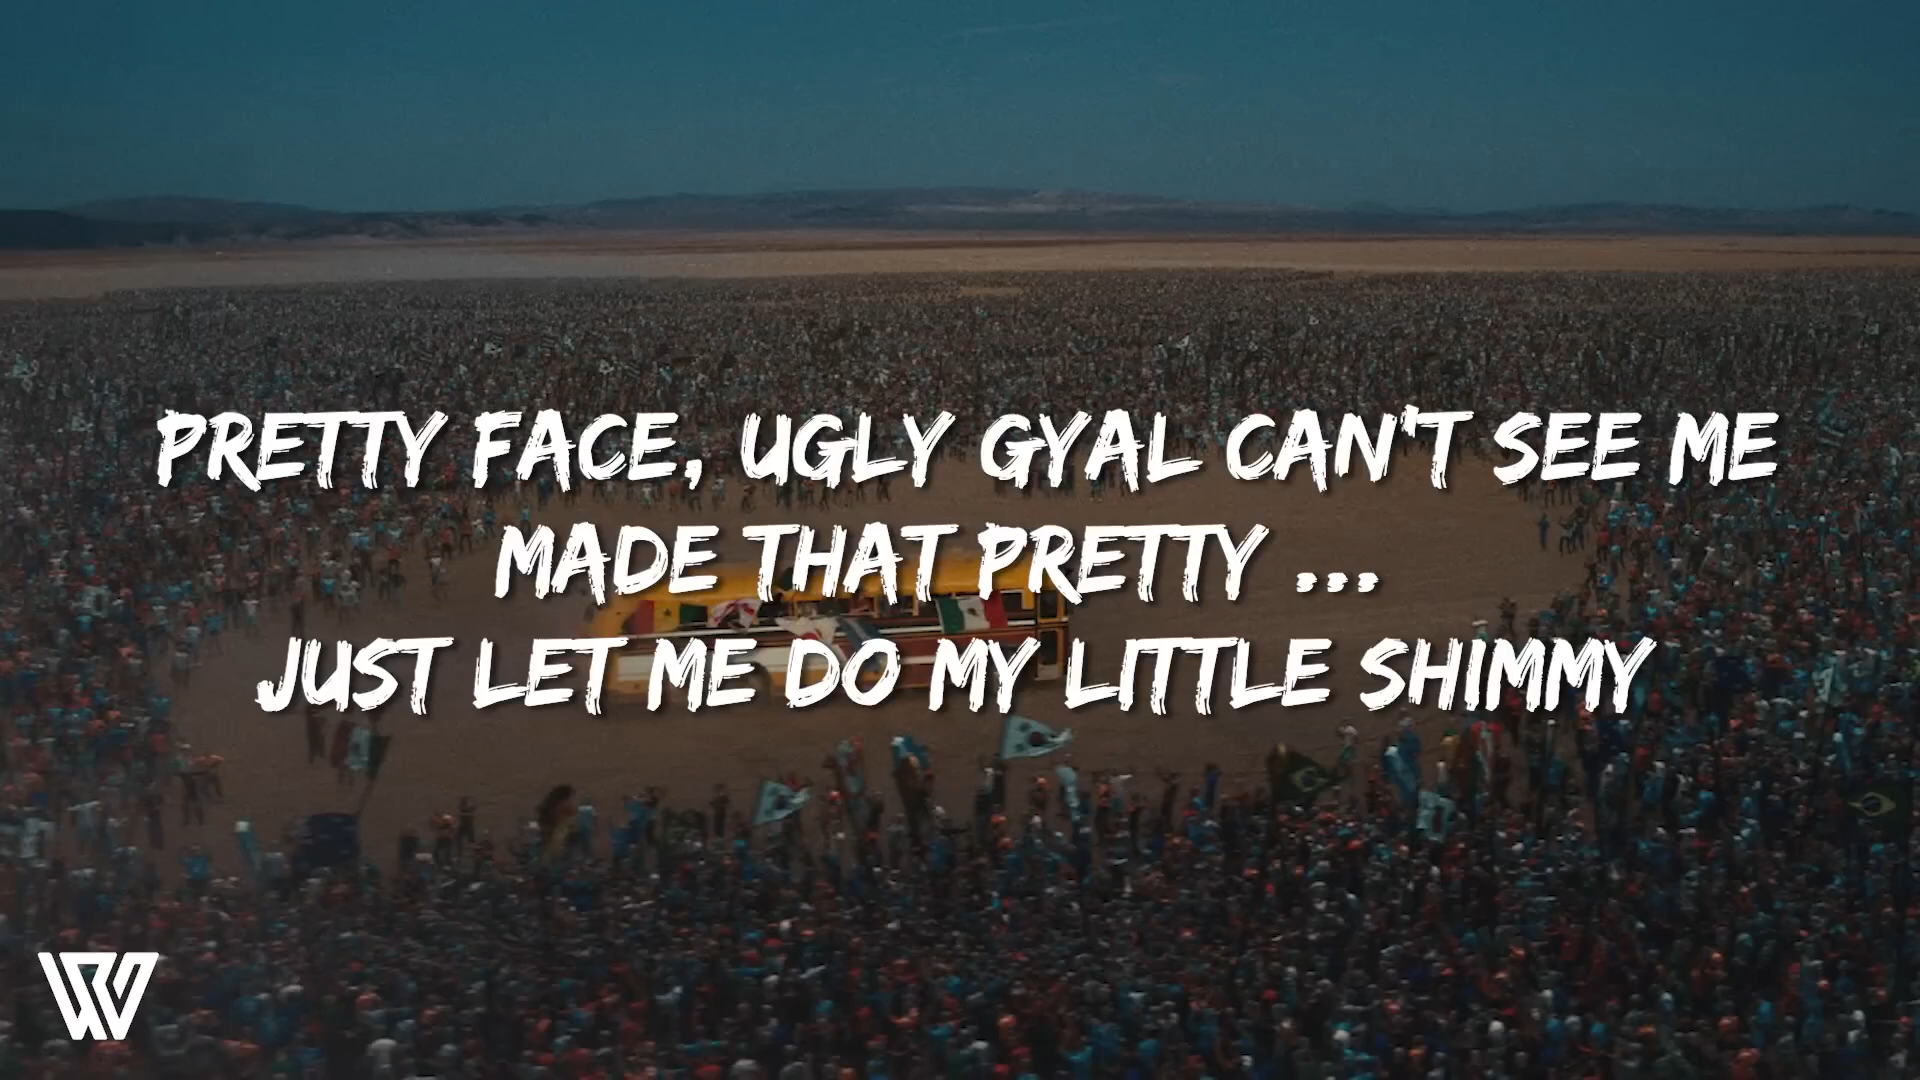 PRETTY FACE, UGLY GYAL CAN'T SEE ME
MADE THAT PRETTY ...
JUST LET ME DO MY LITTLE SHIMMY